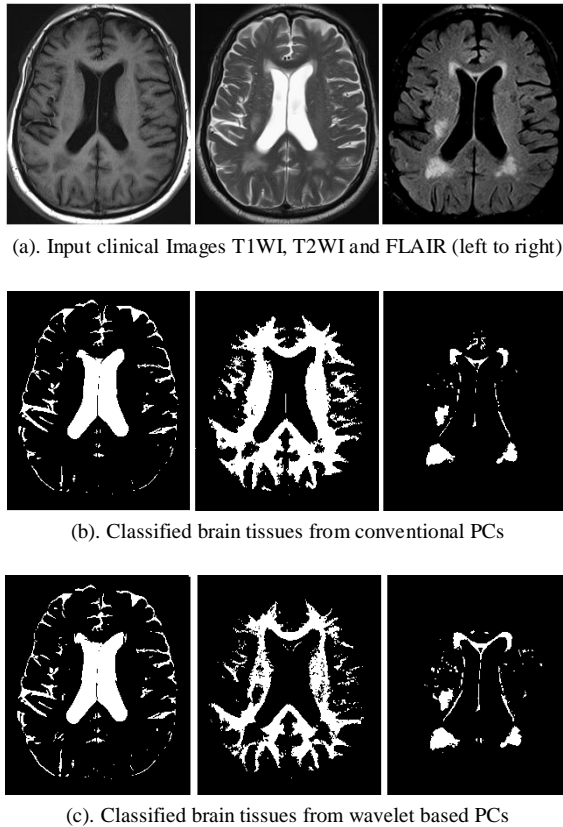 (a). Input clinical Images T1WI, T2WI and FLAIR (left to right)
(b). Classified brain tissues from conventional PCs
(c). Classified brain tissues from wavelet based PCs